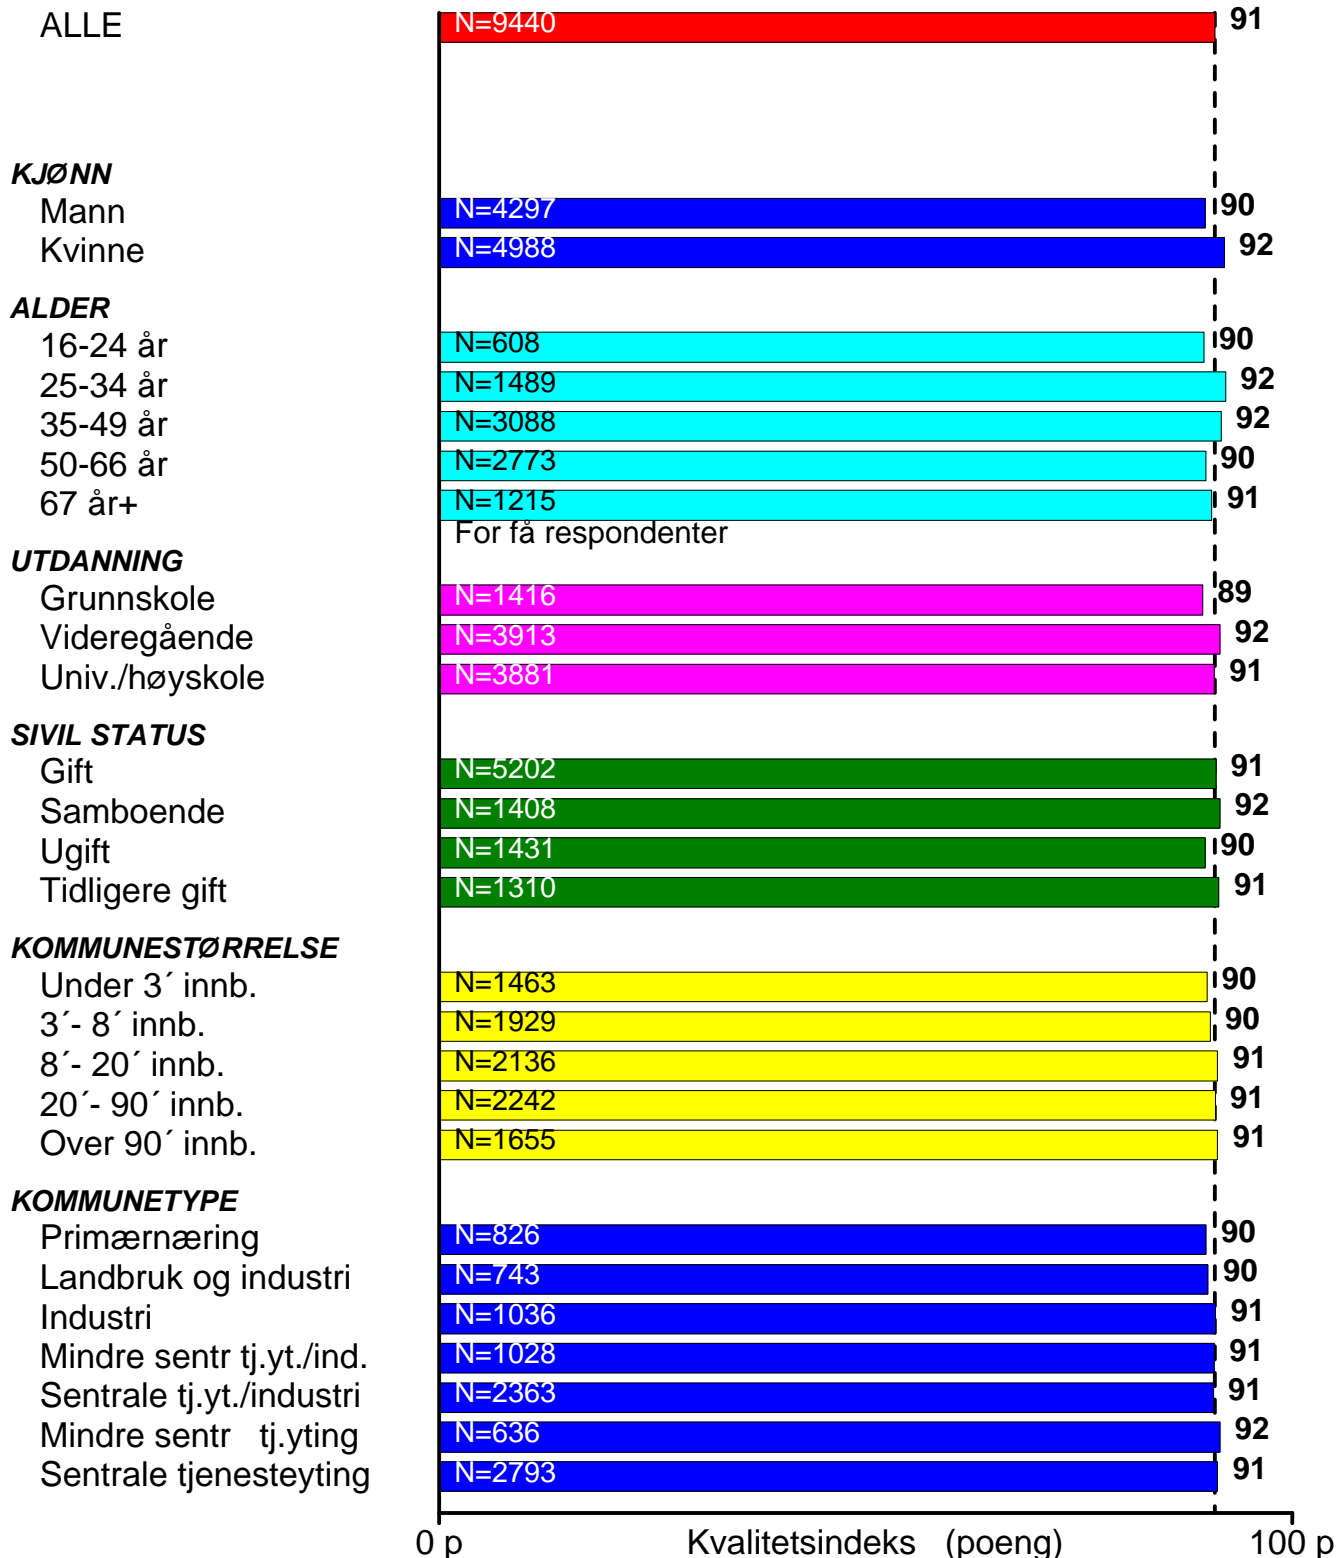 ALLE N=9440 91
KJØNN
Mann N=4297 90
Kvinne N=4988 92
ALDER
16-24 år N=608 90
25-34 år N=1489 92
35-49 år N=3088 92
50-66 år N=2773 90
67 år+ N=1215 91
For få respondenter
UTDANNING
Grunnskole N=1416 89
Videregående N=3913 92
Univ./høyskole N=3881 91
SIVIL STATUS
Gift N=5202 91
Samboende N=1408 92
Ugift N=1431 90
Tidligere gift N=1310 91
KOMMUNESTØRRELSE
Under 3´ innb. N=1463 90
3´- 8´ innb. N=1929 90
8´- 20´ innb. N=2136 91
20´- 90´ innb. N=2242 91
Over 90´ innb. N=1655 91
KOMMUNETYPE
Primærnæring N=826 90
Landbruk og industri N=743 90
Industri N=1036 91
Mindre sentr tj.yt./ind. N=1028 91
Sentrale tj.yt./industri N=2363 91
Mindre sentr tj.yting N=636 92
Sentrale tjenesteyting N=2793 91
0 p Kvalitetsindeks (poeng) 100 p